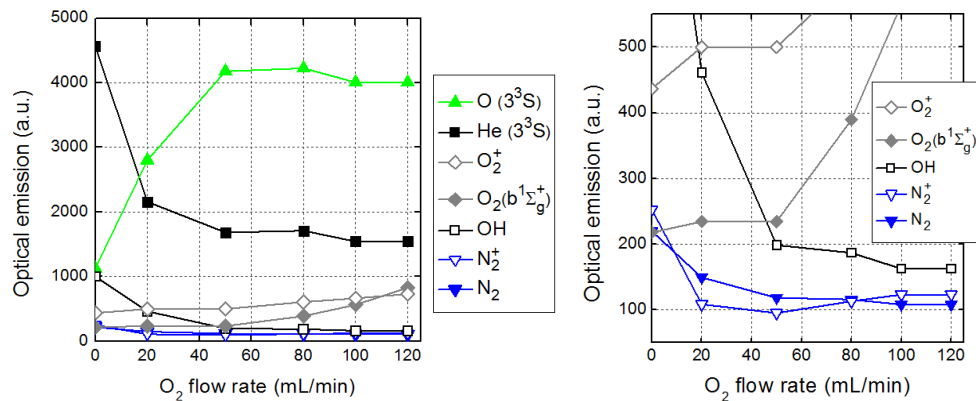 5000
4000
3000
2000
1000
0
Optical emission (a.u.)
0 20 40 60 80 100 120
O₂ flow rate (mL/min)
O (3³S)
He (3³S)
O₂⁺
O₂(b¹Σg⁺)
OH
N₂⁺
N₂
500
400
300
200
100
Optical emission (a.u.)
0 20 40 60 80 100 120
O₂ flow rate (mL/min)
O₂⁺
O₂(b¹Σg⁺)
OH
N₂⁺
N₂